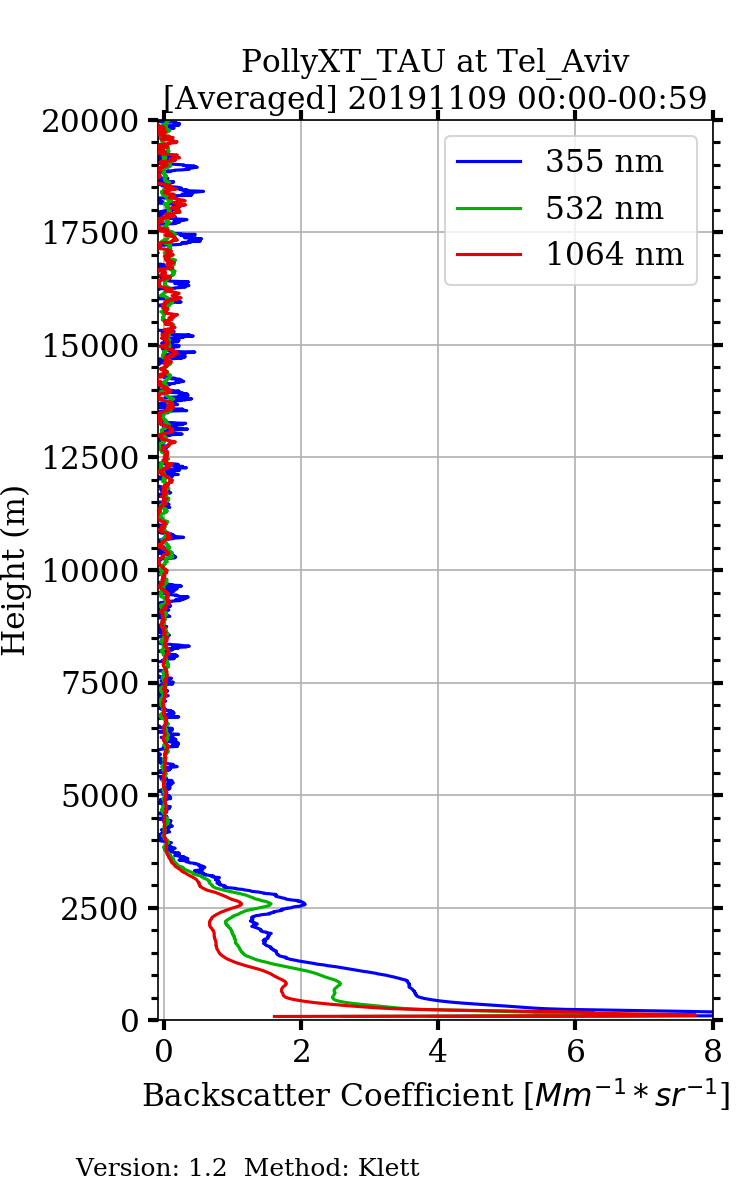 PollyXT_TAU at Tel_Aviv
[Averaged] 20191109 00:00-00:59
355 nm
532 nm
1064 nm
20000
17500
15000
12500
10000
7500
5000
2500
0
Height (m)
0 2 4 6 8
Backscatter Coefficient [Mm⁻¹ * sr⁻¹]
Version: 1.2 Method: Klett